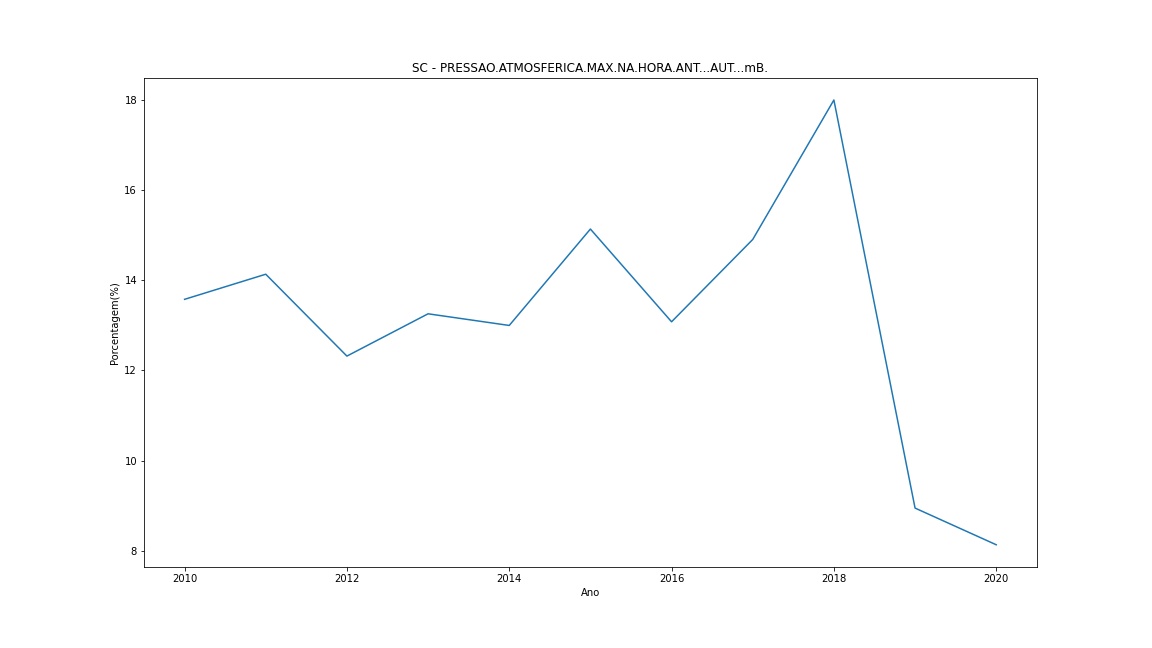 SC - PRESSAO.ATMOSFERICA.MAX.NA.HORA.ANT...AUT...mB.
18
16
14
12
10
8
Porcentagem(%)
2010 2012 2014 2016 2018 2020
Ano